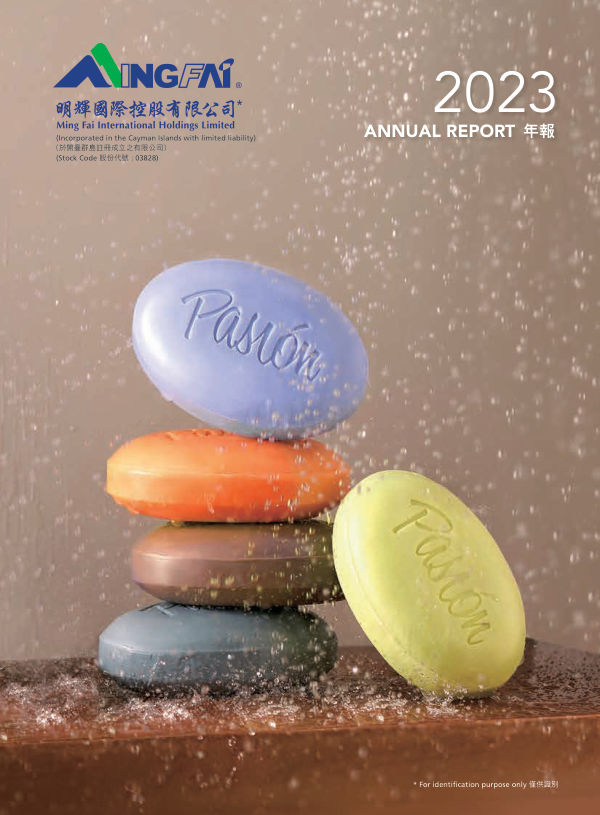 MINGFAI®
明輝國際控股有限公司*
Ming Fai International Holdings Limited
(Incorporated in the Cayman Islands with limited liability)
(於開曼群島註冊成立之有限公司)
(Stock Code 股份代號 : 03828)
2023
ANNUAL REPORT 年報
Pasión
Pasión
* For identification purpose only 僅供識別